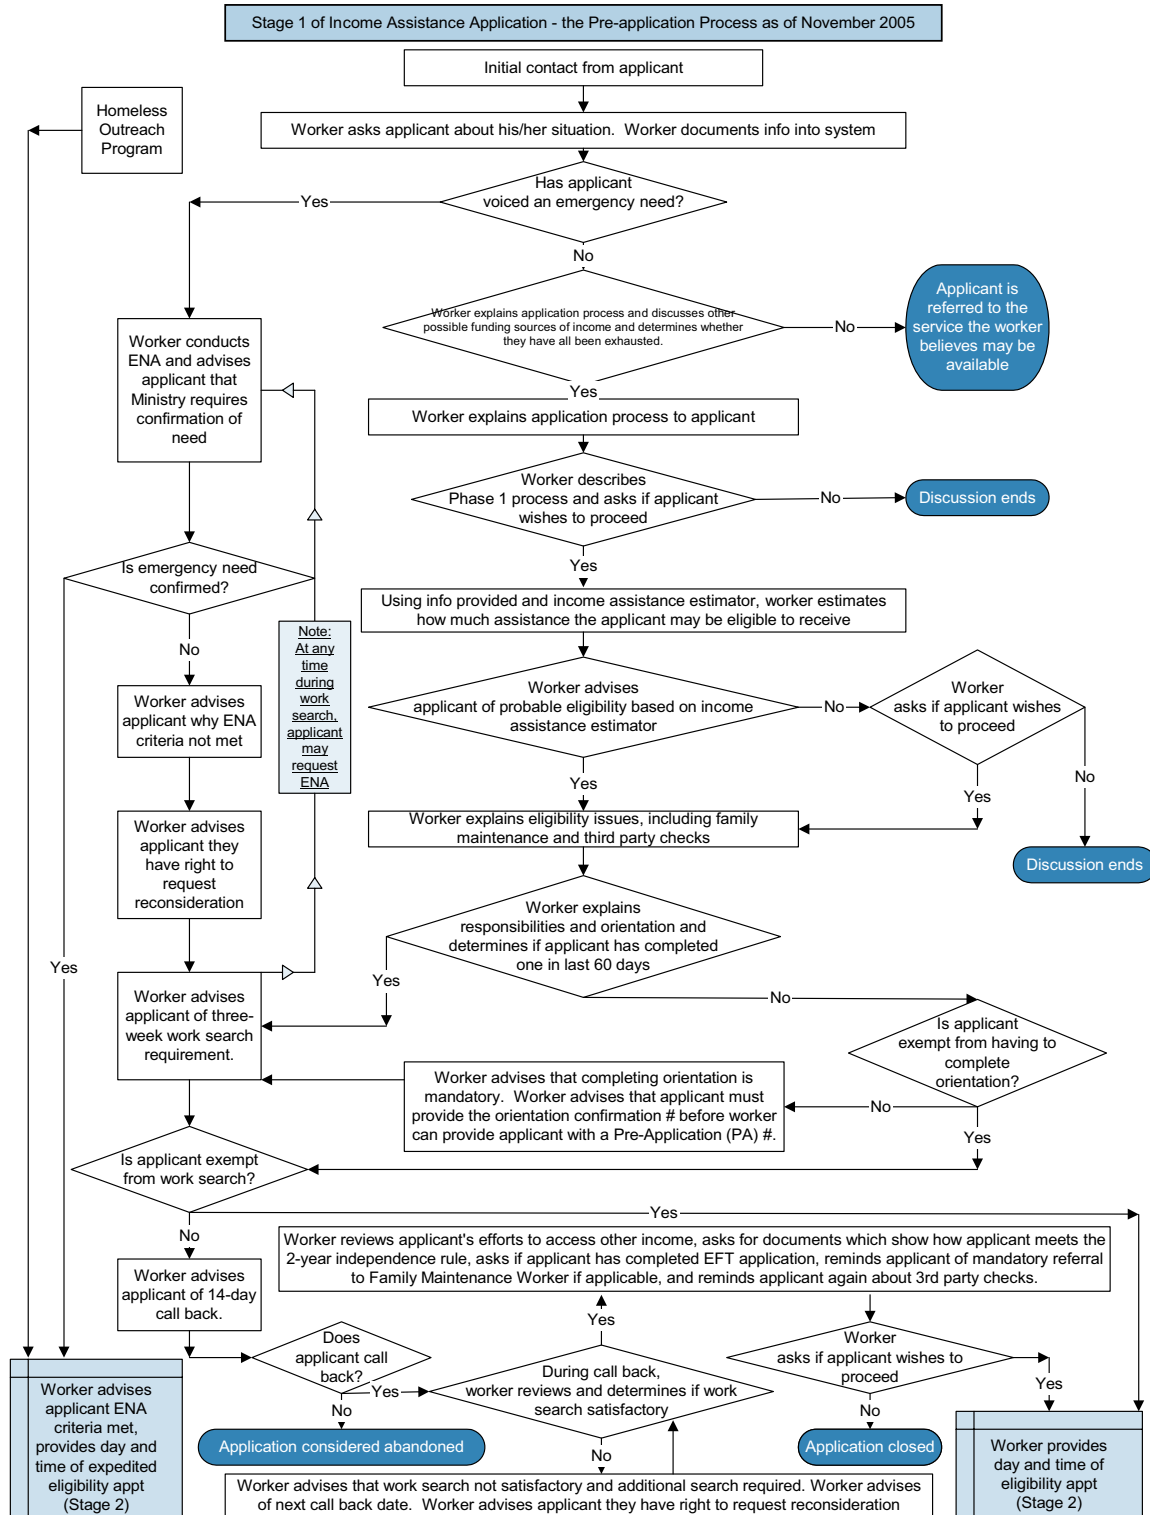 Stage 1 of Income Assistance Application - the Pre-application Process as of November 2005
Initial contact from applicant
Homeless
Outreach
Program
Worker asks applicant about his/her situation.  Worker documents info into system
Has applicant
voiced an emergency need?
Yes
No
Worker explains application process and discusses other
possible funding sources of income and determines whether
they have all been exhausted.
No
Applicant is
referred to the
service the worker
believes may be
available
Yes
Worker conducts
ENA and advises
applicant that
Ministry requires
confirmation of
need
Worker explains application process to applicant
Worker describes
Phase 1 process and asks if applicant
wishes to proceed
No
Discussion ends
Yes
Is emergency need
confirmed?
No
Yes
Using info provided and income assistance estimator, worker estimates
how much assistance the applicant may be eligible to receive
Note:
At any
time
during
work
search,
applicant
may
request
ENA
Worker advises
applicant why ENA
criteria not met
Worker advises
applicant of probable eligibility based on income
assistance estimator
No
Worker
asks if applicant wishes
to proceed
Yes
Yes
No
Worker advises
applicant they
have right to
request
reconsideration
Worker explains eligibility issues, including family
maintenance and third party checks
Discussion ends
Worker explains
responsibilities and orientation and
determines if applicant has completed
one in last 60 days
Yes
No
Worker advises
applicant of three-
week work search
requirement.
Is applicant
exempt from having to
complete
orientation?
No
Yes
Worker advises that completing orientation is
mandatory.  Worker advises that applicant must
provide the orientation confirmation # before worker
can provide applicant with a Pre-Application (PA) #.
Is applicant exempt
from work search?
Yes
No
Worker reviews applicant's efforts to access other income, asks for documents which show how applicant meets the
2-year independence rule, asks if applicant has completed EFT application, reminds applicant of mandatory referral
to Family Maintenance Worker if applicable, and reminds applicant again about 3rd party checks.
Worker advises
applicant of 14-day
call back.
Does
applicant call
back?
Yes
No
Yes
During call back,
worker reviews and determines if work
search satisfactory
No
Worker
asks if applicant wishes to
proceed
Yes
No
Application considered abandoned
Application closed
Worker advises
applicant ENA
criteria met,
provides day and
time of expedited
eligibility appt
(Stage 2)
Worker advises that work search not satisfactory and additional search required. Worker advises
of next call back date.  Worker advises applicant they have right to request reconsideration
Worker provides
day and time of
eligibility appt
(Stage 2)